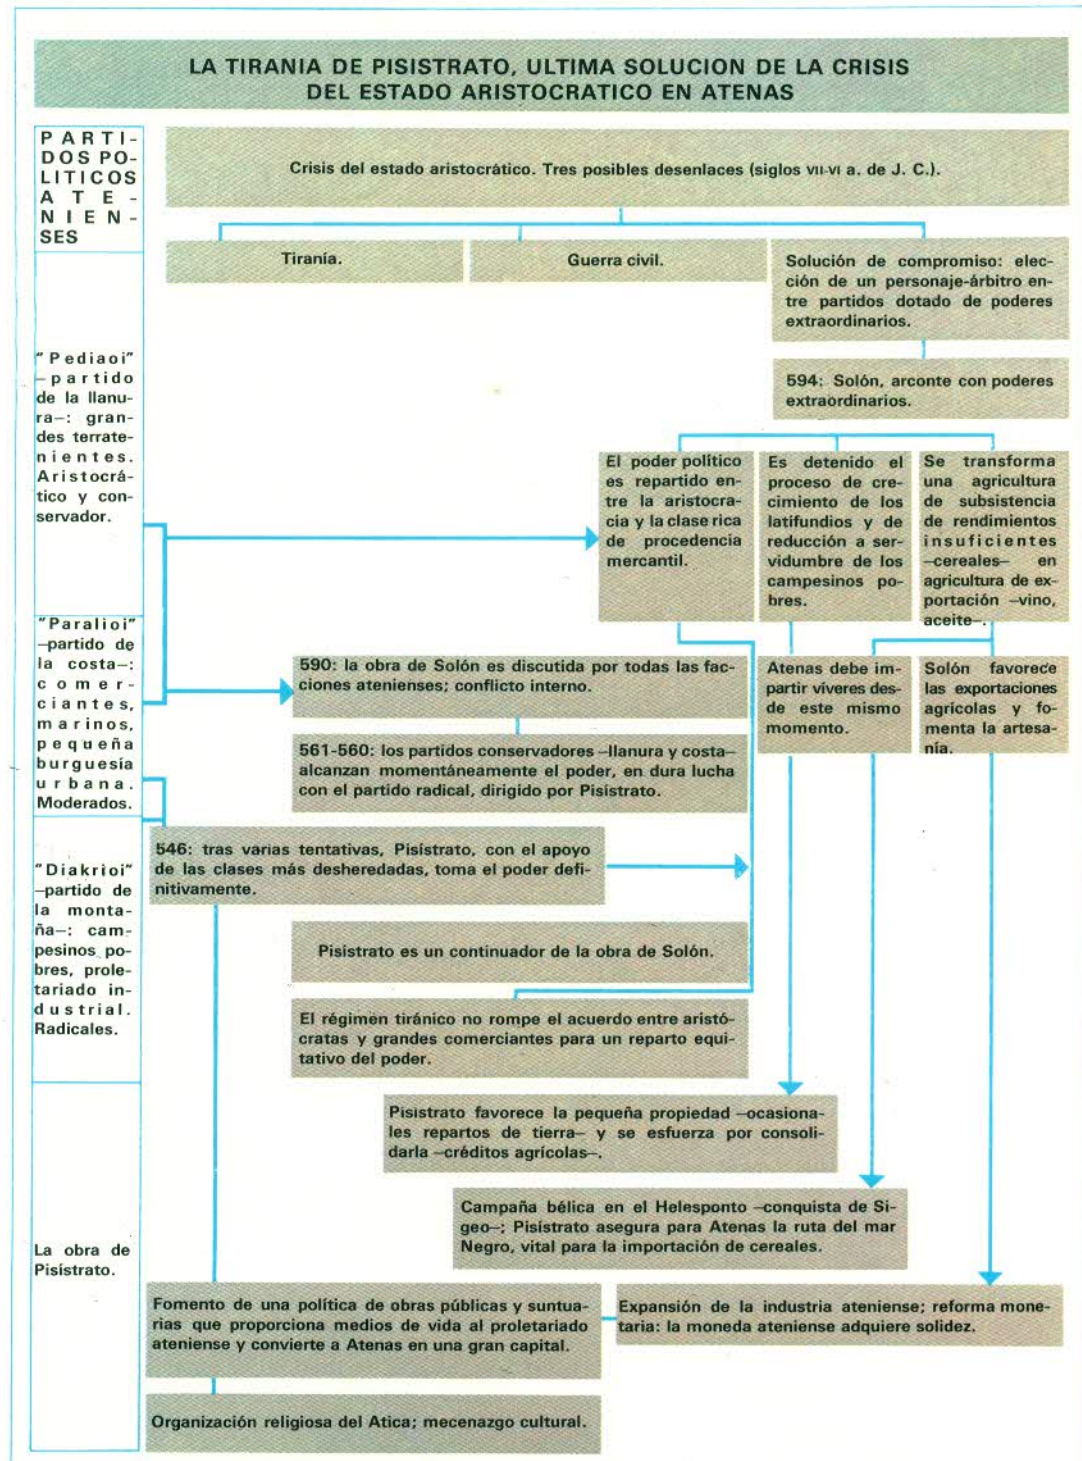 LA TIRANIA DE PISISTRATO, ULTIMA SOLUCION DE LA CRISIS
DEL ESTADO ARISTOCRATICO EN ATENAS
PARTI-
DOS PO-
LITICOS
ATE-
NIEN-
SES
Crisis del estado aristocrático. Tres posibles desenlaces (siglos VII-VI a. de J. C.).
Tiranía.
Guerra civil.
Solución de compromiso: elec-
ción de un personaje-árbitro en-
tre partidos dotado de poderes
extraordinarios.
594: Solón, arconte con poderes
extraordinarios.
"Pediaoi"
–partido
de la llanu-
ra–: gran-
des terrate-
nientes.
Aristocrá-
tico y con-
servador.
El poder político
es repartido en-
tre la aristocra-
cia y la clase rica
de procedencia
mercantil.
Es detenido el
proceso de cre-
cimiento de los
latifundios y de
reducción a ser-
vidumbre de los
campesinos po-
bres.
Se transforma
una agricultura
de subsistencia
de rendimientos
insuficientes
–cereales– en
agricultura de ex-
portación –vino,
aceite–.
"Paralioi"
–partido de
la costa–:
comer-
ciantes,
marinos,
pequeña
burguesía
urbana.
Moderados.
590: la obra de Solón es discutida por todas las fac-
ciones atenienses; conflicto interno.
Atenas debe im-
partir víveres des-
de este mismo
momento.
Solón favorece
las exportaciones
agrícolas y fo-
menta la artesa-
nía.
561-560: los partidos conservadores –llanura y costa–
alcanzan momentáneamente el poder, en dura lucha
con el partido radical, dirigido por Pisístrato.
"Diakrioi"
–partido de
la monta-
ña–: cam-
pesinos po-
bres, prole-
tariado in-
dustrial.
Radicales.
546: tras varias tentativas, Pisístrato, con el apoyo
de las clases más desheredadas, toma el poder defi-
nitivamente.
Pisístrato es un continuador de la obra de Solón.
El régimen tiránico no rompe el acuerdo entre aristó-
cratas y grandes comerciantes para un reparto equi-
tativo del poder.
La obra de
Pisístrato.
Pisístrato favorece la pequeña propiedad –ocasiona-
les repartos de tierra– y se esfuerza por consoli-
darla –créditos agrícolas–.
Campaña bélica en el Helesponto –conquista de Si-
geo–; Pisístrato asegura para Atenas la ruta del mar
Negro, vital para la importación de cereales.
Fomento de una política de obras públicas y suntua-
rias que proporciona medios de vida al proletariado
ateniense y convierte a Atenas en una gran capital.
Expansión de la industria ateniense; reforma mone-
taria: la moneda ateniense adquiere solidez.
Organización religiosa del Atica; mecenazgo cultural.